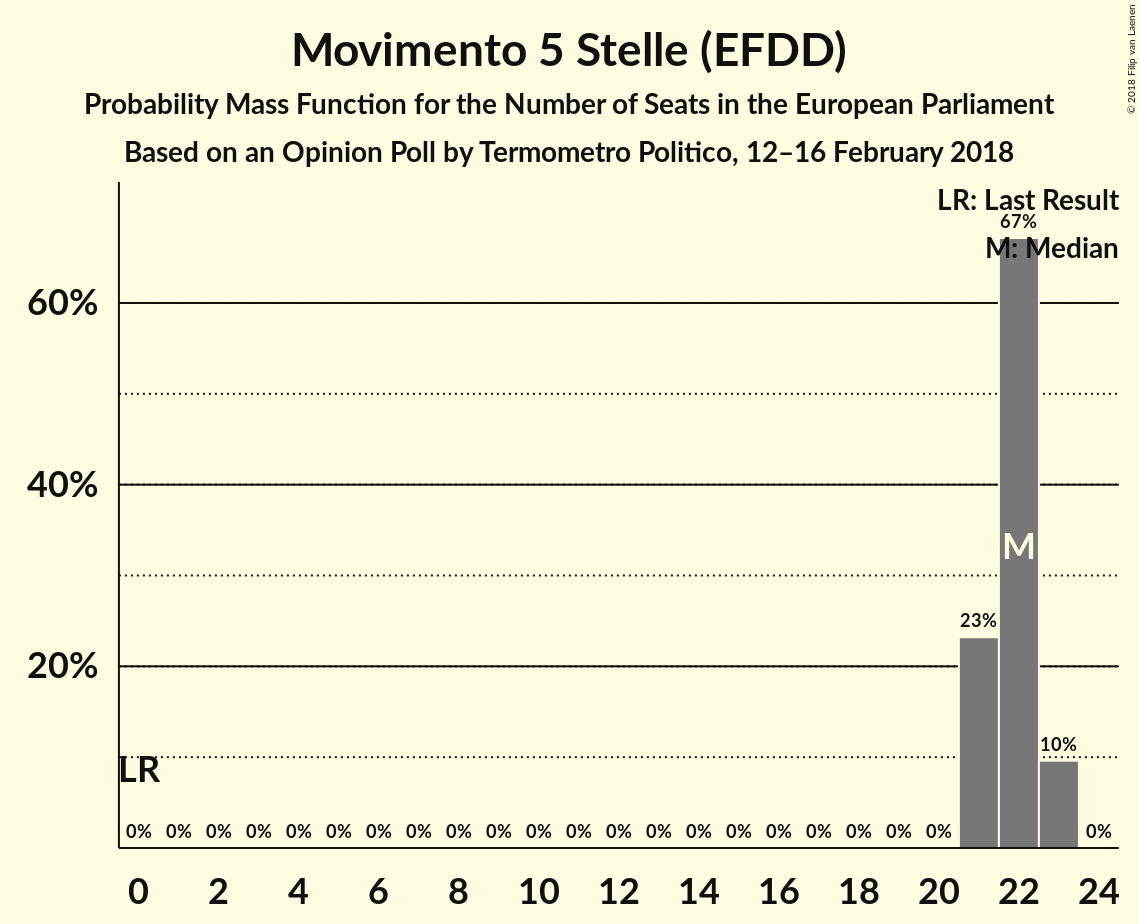 Movimento 5 Stelle (EFDD)
Probability Mass Function for the Number of Seats in the European Parliament
Based on an Opinion Poll by Termometro Politico, 12–16 February 2018
© 2018 Filip van Laenen
LR: Last Result
67%
M: Median
60%
40%
M
23%
20%
10%
LR
0% 0% 0% 0% 0% 0% 0% 0% 0% 0% 0% 0% 0% 0% 0% 0% 0% 0% 0% 0% 0% 0%
0 2 4 6 8 10 12 14 16 18 20 22 24